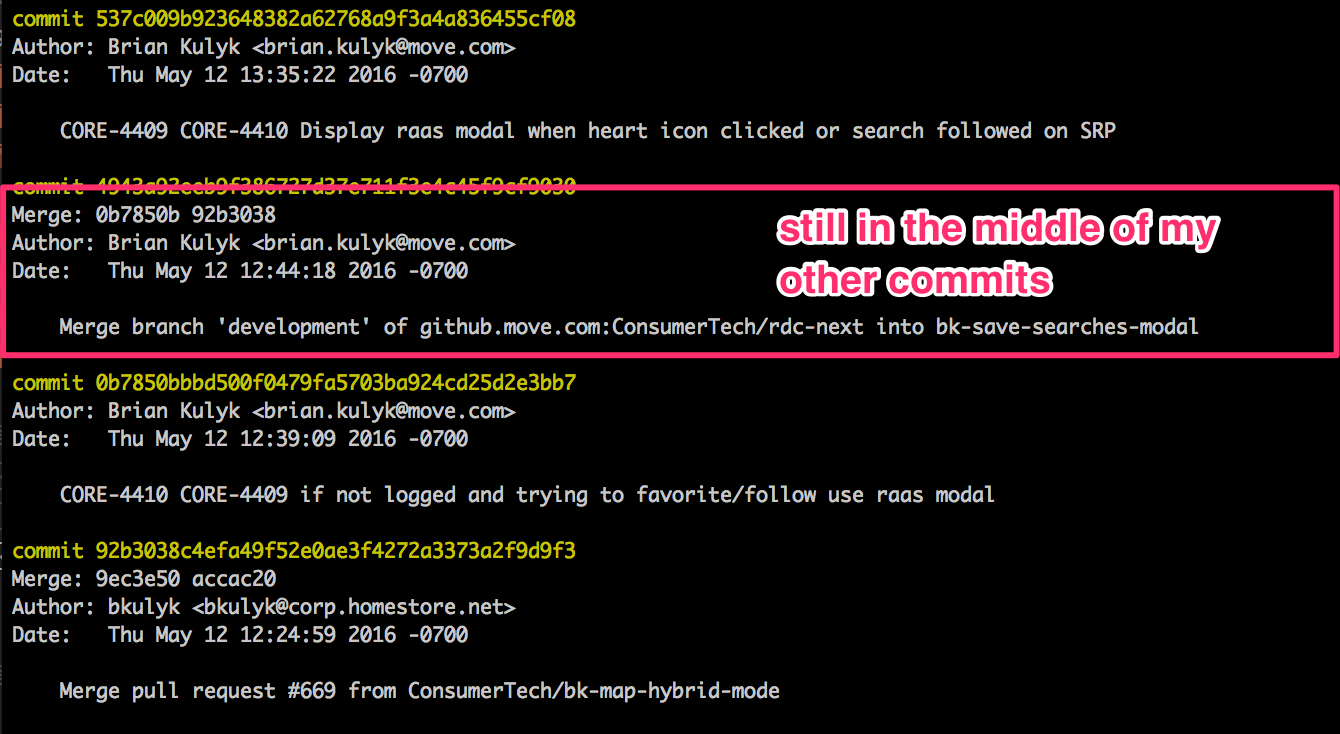 commit 537c009b923648382a62768a9f3a4a836455cf08
Author: Brian Kulyk <brian.kulyk@move.com>
Date:   Thu May 12 13:35:22 2016 -0700
CORE-4409 CORE-4410 Display raas modal when heart icon clicked or search followed on SRP
commit
Merge: 0b7850b 92b3038
Author: Brian Kulyk <brian.kulyk@move.com>
Date:   Thu May 12 12:44:18 2016 -0700
still in the middle of my
other commits
Merge branch 'development' of github.move.com:ConsumerTech/rdc-next into bk-save-searches-modal
commit 0b7850bbbd500f0479fa5703ba924cd25d2e3bb7
Author: Brian Kulyk <brian.kulyk@move.com>
Date:   Thu May 12 12:39:09 2016 -0700
CORE-4410 CORE-4409 if not logged and trying to favorite/follow use raas modal
commit 92b3038c4efa49f52e0ae3f4272a3373a2f9d9f3
Merge: 9ec3e50 accac20
Author: bkulyk <bkulyk@corp.homestore.net>
Date:   Thu May 12 12:24:59 2016 -0700
Merge pull request #669 from ConsumerTech/bk-map-hybrid-mode